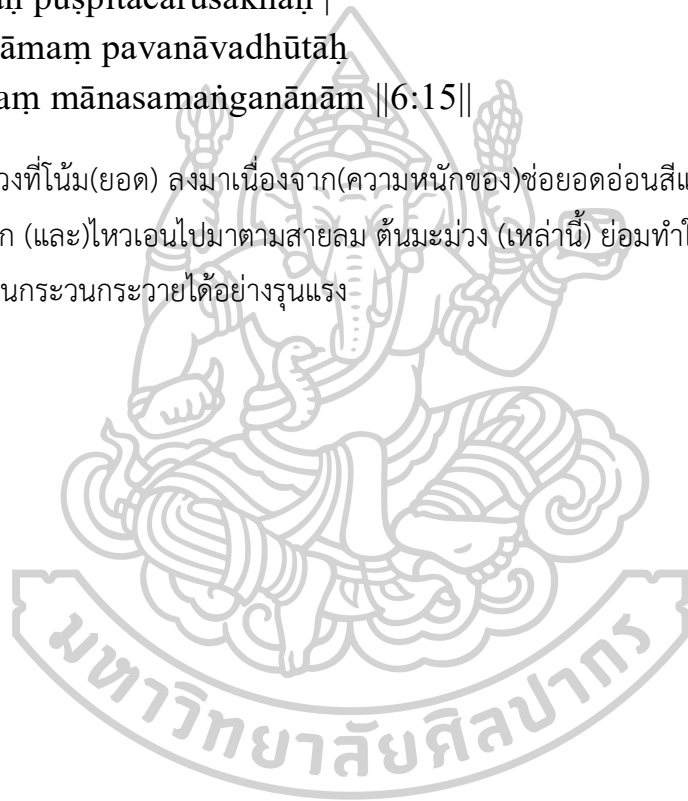 puṣpitacāruśākhāḥ |
āmaṃ pavanāvadhūtāḥ
aṃ mānasamaṅganānām ||6:15||
วงที่โน้ม(ยอด) ลงมาเนื่องจาก(ความหนักของ)ช่อยอดอ่อนสีแ
ก (และ)ไหวเอนไปมาตามสายลม ต้นมะม่วง (เหล่านี้) ย่อมทำใ
นกระวนกระวายได้อย่างรุนแรง
มหาวิทยาลัยศิลปากร